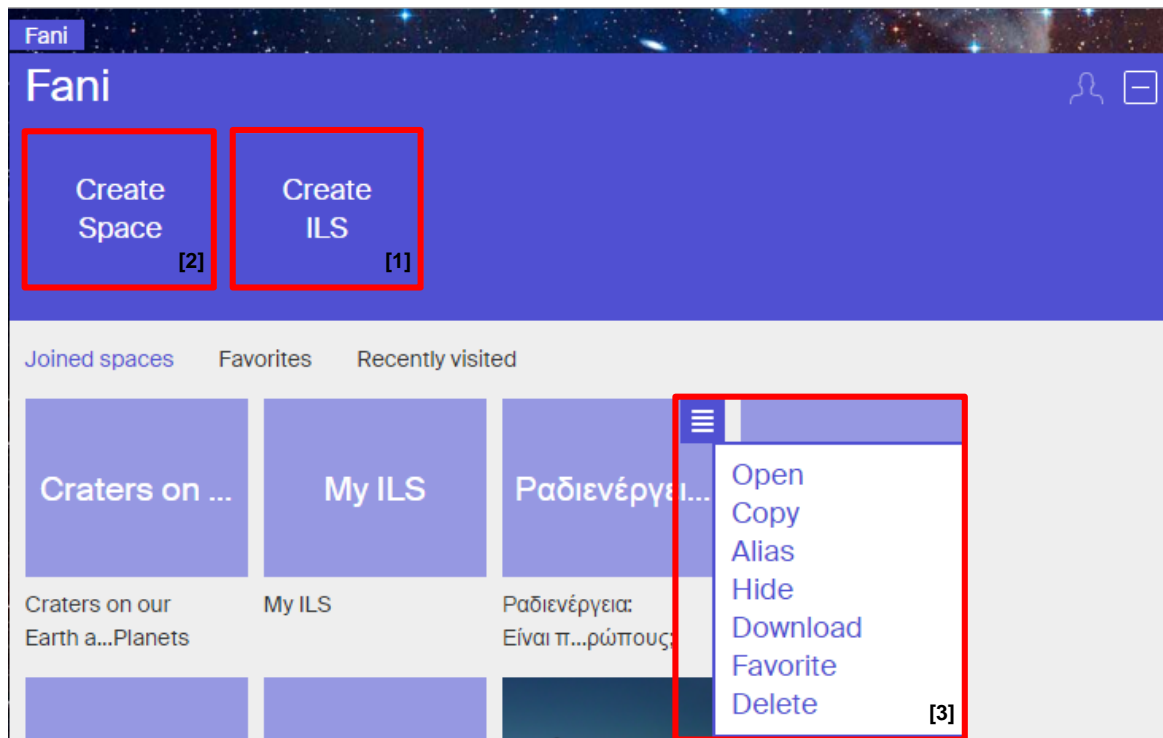 Fani
Fani
Create
Space
[2]
Create
ILS
[1]
Joined spaces
Favorites
Recently visited
Craters on ...
My ILS
Ραδιενέργει...
Open
Copy
Alias
Hide
Download
Favorite
Delete
[3]
Craters on our
Earth a...Planets
My ILS
Ραδιενέργεια:
Είναι π...ρώπους;